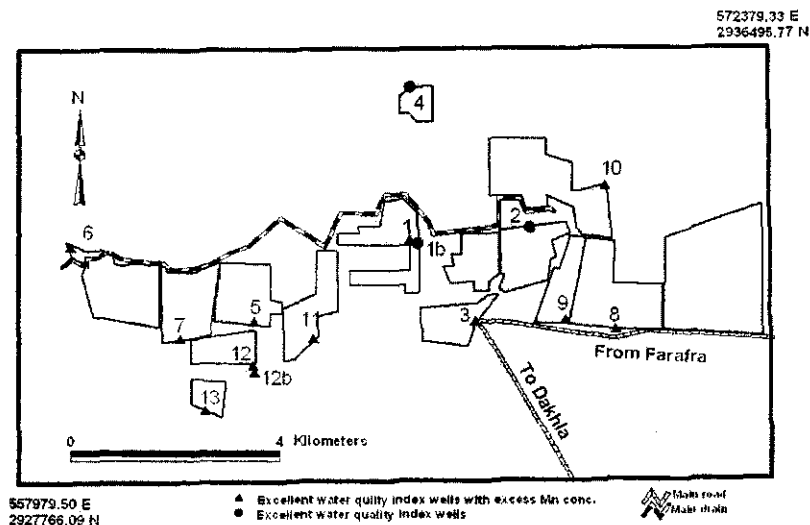 572379.33 E
2936495.77 N
N
4
10
2
1
1b
6
5
3
9
8
7
11
From Farafra
12
12b
To Dakhla
13
0 4 Kilometers
557979.50 E
2927766.09 N
▲ Excellent water qulity index wells with excess Mn conc.
● Excellent water quality index wells
Main road
Main drain